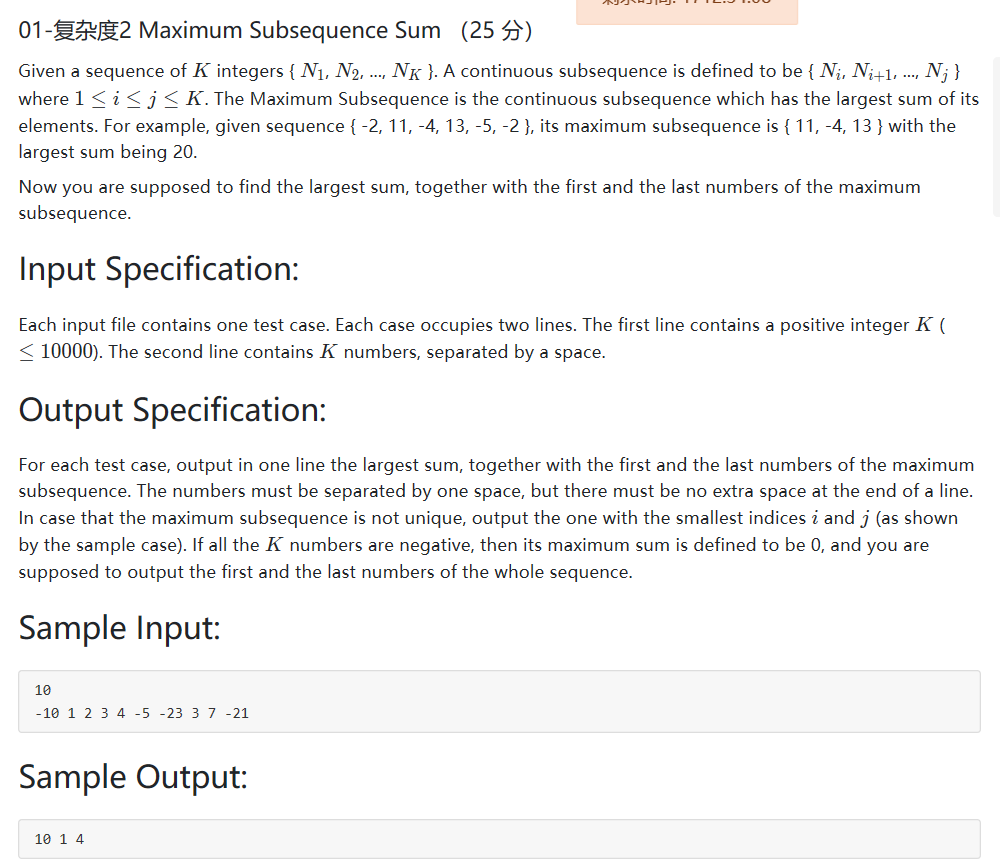 01-复杂度2 Maximum Subsequence Sum （25 分）
Given a sequence of K integers { N₁, N₂, ..., N_K }. A continuous subsequence is defined to be { N_i, N_{i+1}, ..., N_j }
where 1 ≤ i ≤ j ≤ K. The Maximum Subsequence is the continuous subsequence which has the largest sum of its
elements. For example, given sequence { -2, 11, -4, 13, -5, -2 }, its maximum subsequence is { 11, -4, 13 } with the
largest sum being 20.
Now you are supposed to find the largest sum, together with the first and the last numbers of the maximum
subsequence.
Input Specification:
Each input file contains one test case. Each case occupies two lines. The first line contains a positive integer K (
≤ 10000). The second line contains K numbers, separated by a space.
Output Specification:
For each test case, output in one line the largest sum, together with the first and the last numbers of the maximum
subsequence. The numbers must be separated by one space, but there must be no extra space at the end of a line.
In case that the maximum subsequence is not unique, output the one with the smallest indices i and j (as shown
by the sample case). If all the K numbers are negative, then its maximum sum is defined to be 0, and you are
supposed to output the first and the last numbers of the whole sequence.
Sample Input:
10
-10 1 2 3 4 -5 -23 3 7 -21
Sample Output:
10 1 4